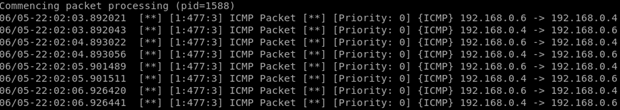 Commencing packet processing (pid=1588)
06/05-22:02:03.892021  [**] [1:477:3] ICMP Packet [**] [Priority: 0] {ICMP} 192.168.0.6 -> 192.168.0.4
06/05-22:02:03.892043  [**] [1:477:3] ICMP Packet [**] [Priority: 0] {ICMP} 192.168.0.4 -> 192.168.0.6
06/05-22:02:04.893022  [**] [1:477:3] ICMP Packet [**] [Priority: 0] {ICMP} 192.168.0.6 -> 192.168.0.4
06/05-22:02:04.893056  [**] [1:477:3] ICMP Packet [**] [Priority: 0] {ICMP} 192.168.0.4 -> 192.168.0.6
06/05-22:02:05.901489  [**] [1:477:3] ICMP Packet [**] [Priority: 0] {ICMP} 192.168.0.6 -> 192.168.0.4
06/05-22:02:05.901511  [**] [1:477:3] ICMP Packet [**] [Priority: 0] {ICMP} 192.168.0.4 -> 192.168.0.6
06/05-22:02:06.926420  [**] [1:477:3] ICMP Packet [**] [Priority: 0] {ICMP} 192.168.0.6 -> 192.168.0.4
06/05-22:02:06.926441  [**] [1:477:3] ICMP Packet [**] [Priority: 0] {ICMP} 192.168.0.4 -> 192.168.0.6